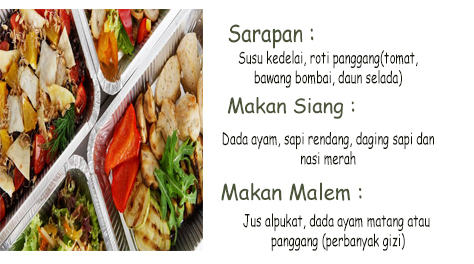 Sarapan :
Susu kedelai, roti panggang(tomat,
bawang bombai, daun selada)
Makan Siang :
Dada ayam, sapi rendang, daging sapi dan
nasi merah
Makan Malem :
Jus alpukat, dada ayam matang atau
panggang (perbanyak gizi)